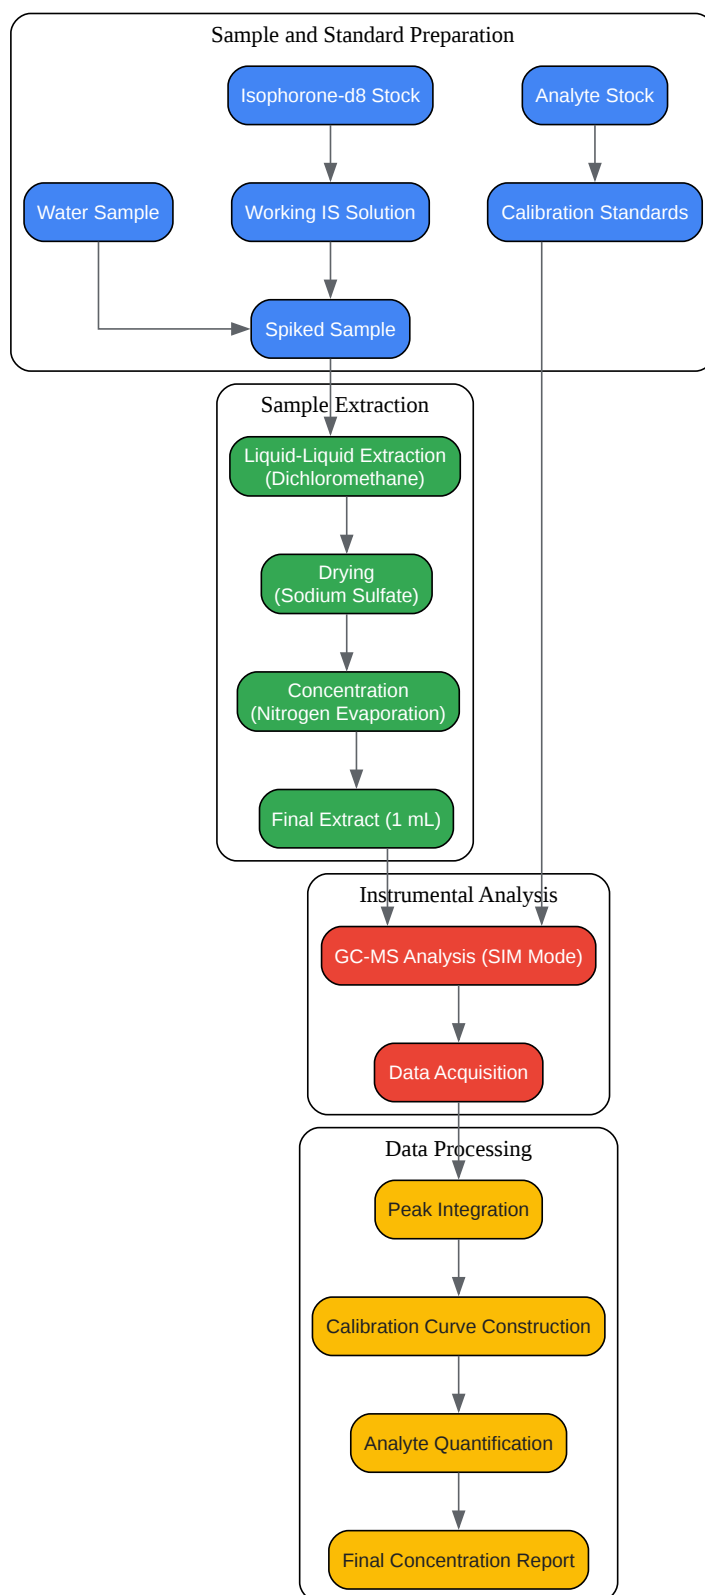 Sample and Standard Preparation
Isophorone-d8 Stock
Analyte Stock
Water Sample
Working IS Solution
Calibration Standards
Spiked Sample
Sample Extraction
Liquid-Liquid Extraction
(Dichloromethane)
Drying
(Sodium Sulfate)
Concentration
(Nitrogen Evaporation)
Final Extract (1 mL)
Instrumental Analysis
GC-MS Analysis (SIM Mode)
Data Acquisition
Data Processing
Peak Integration
Calibration Curve Construction
Analyte Quantification
Final Concentration Report